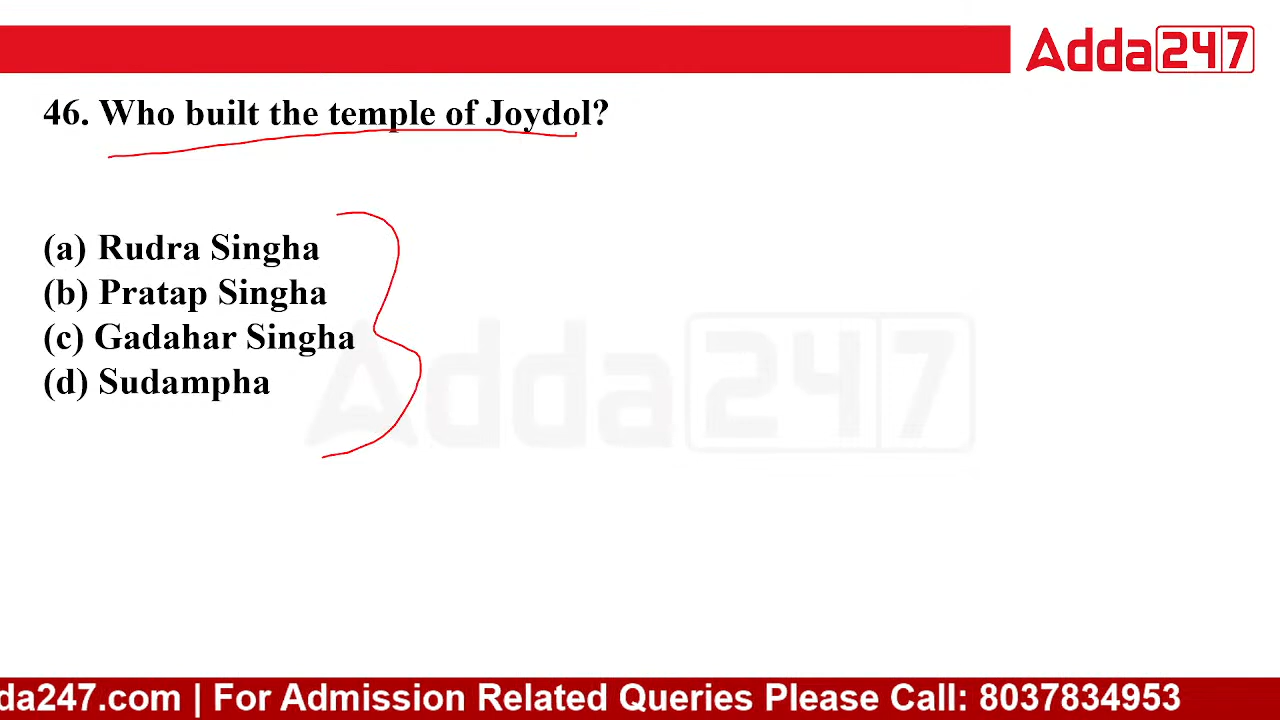 Adda247
46. Who built the temple of Joydol?
(a) Rudra Singha
(b) Pratap Singha
(c) Gadahar Singha
(d) Sudampha
Adda247
da247.com | For Admission Related Queries Please Call: 8037834953